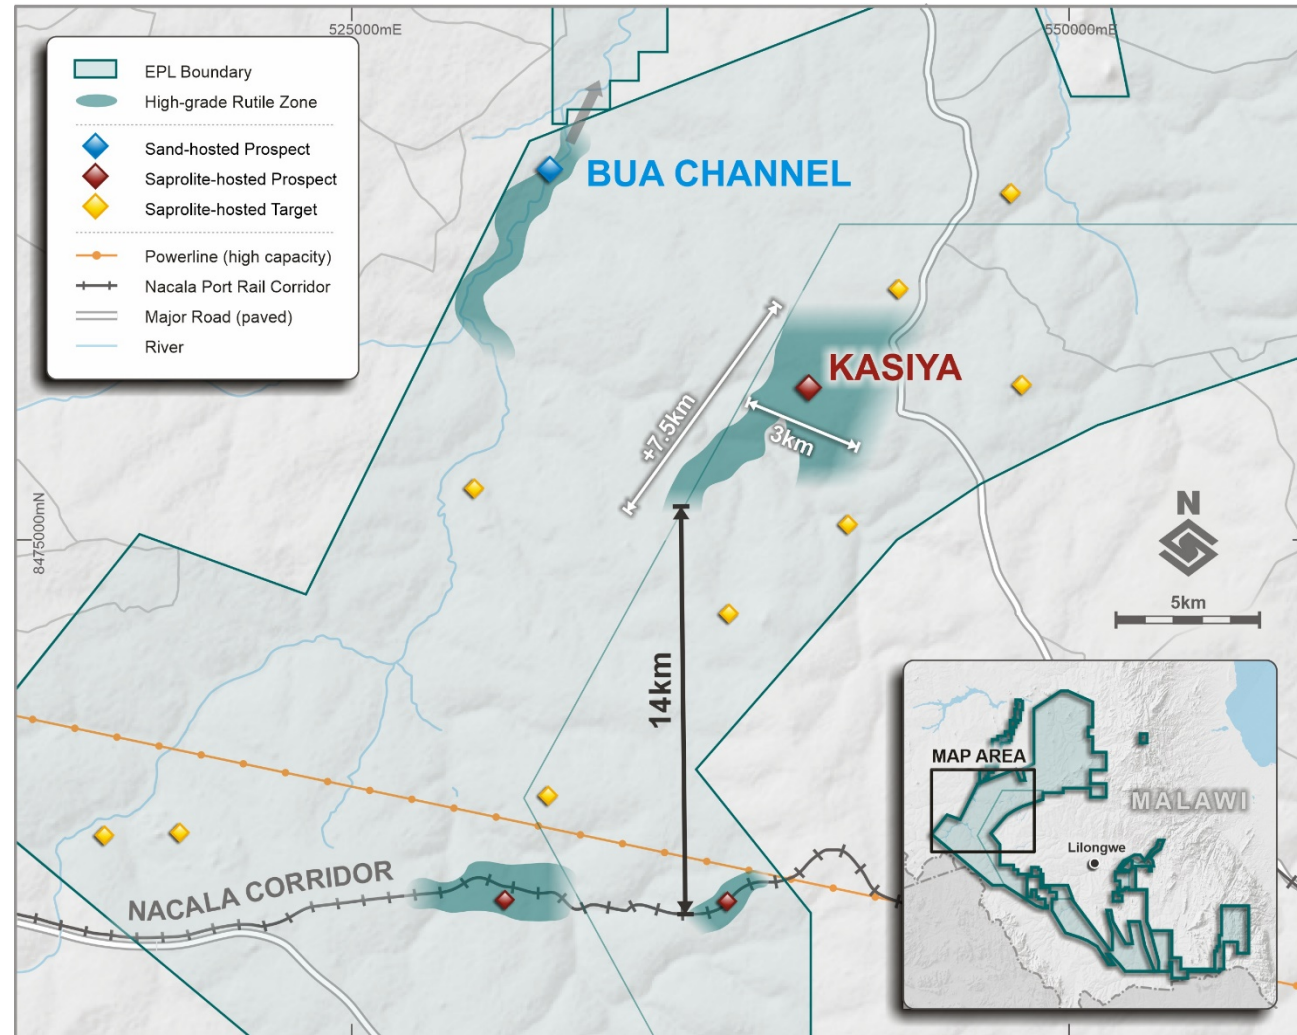 525000mE
550000mE
EPL Boundary
High-grade Rutile Zone
Sand-hosted Prospect
Saprolite-hosted Prospect
Saprolite-hosted Target
Powerline (high capacity)
Nacala Port Rail Corridor
Major Road (paved)
River
BUA CHANNEL
KASIYA
+7.5km
3km
8475000mN
N
5km
14km
NACALA CORRIDOR
MAP AREA
MALAWI
Lilongwe